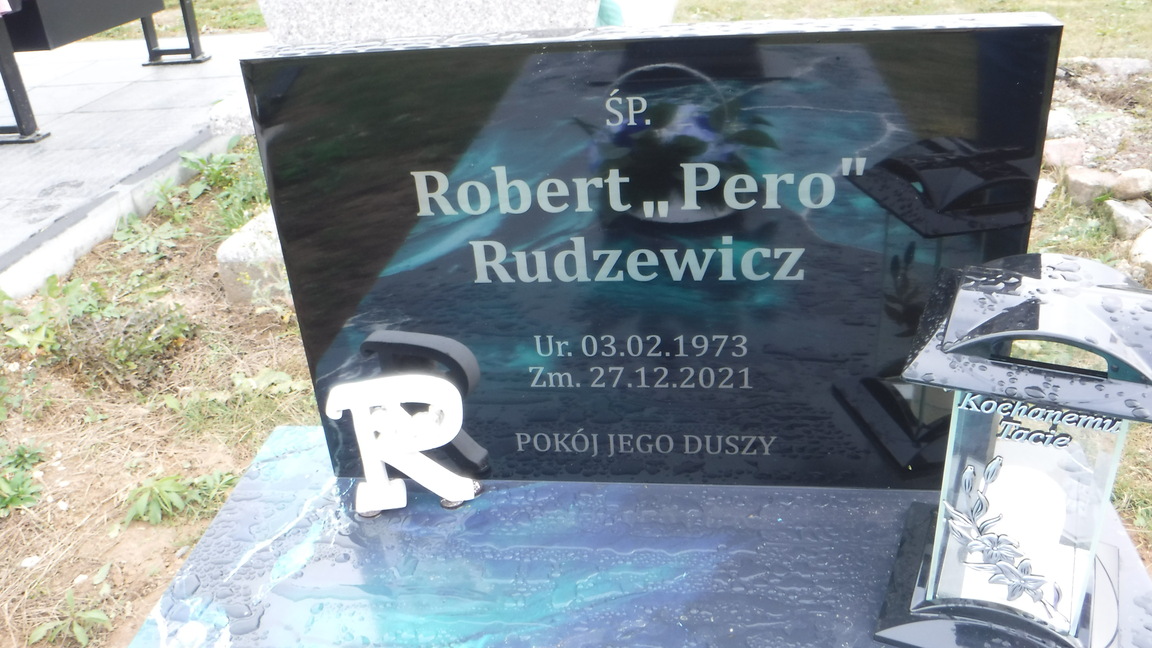 ŚP.
Robert „Pero"
Rudzewicz
Ur. 03.02.1973
Zm. 27.12.2021
POKÓJ JEGO DUSZY
R
Kochanemu
Tacie